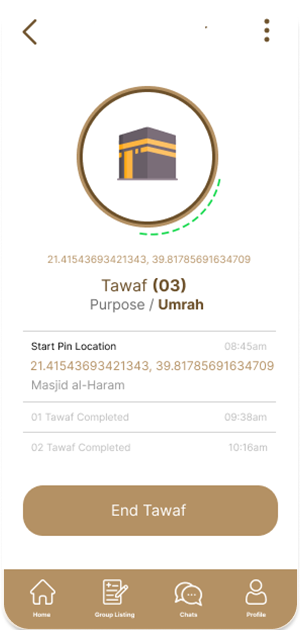 21.41543693421343, 39.81785691634709
Tawaf (03)
Purpose / Umrah
Start Pin Location 08:45am
21.41543693421343, 39.81785691634709
Masjid al-Haram
01 Tawaf Completed 09:38am
02 Tawaf Completed 10:16am
End Tawaf
Home Group Listing Chats Profile